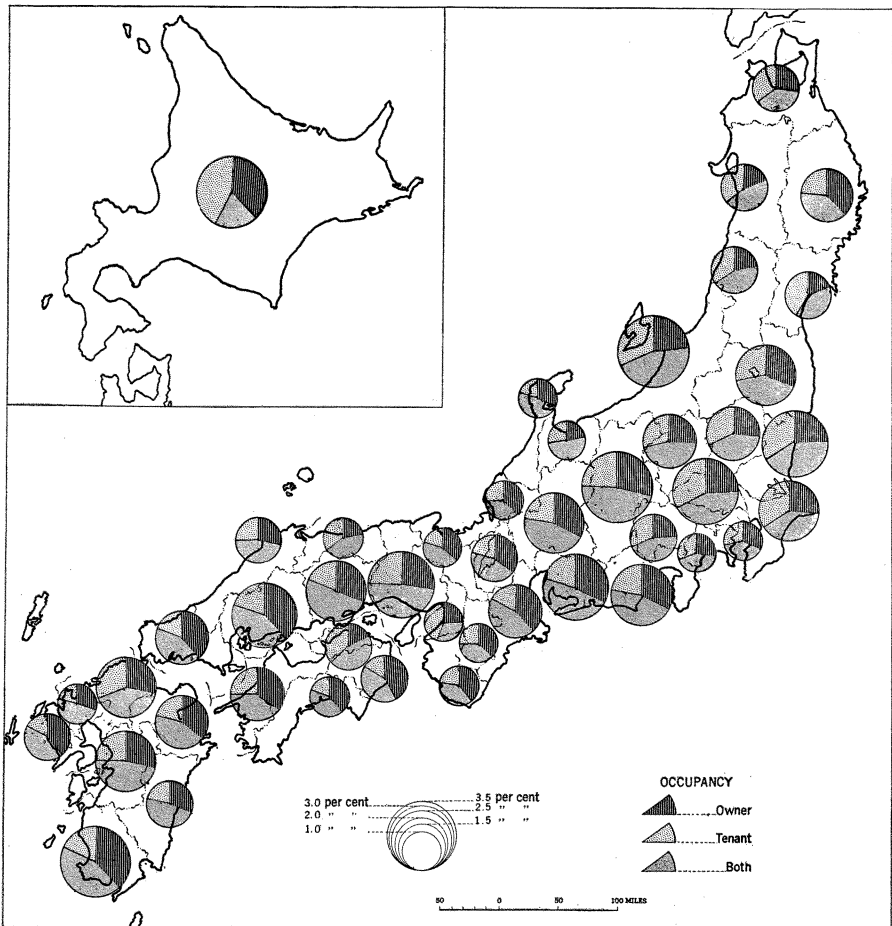 3.0 per cent
3.5 per cent
2.5 " "
2.0 " "
1.5 " "
1.0 " "
OCCUPANCY
Owner
Tenant
Both
50 0 50 100 MILES